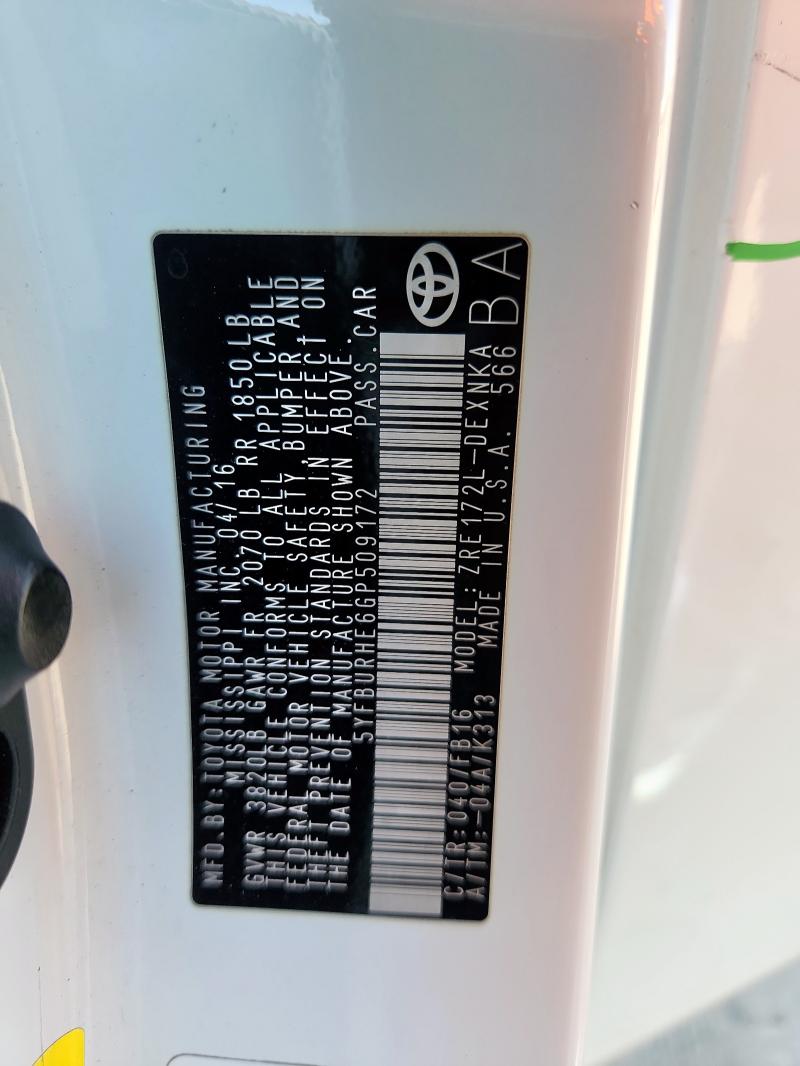 MFD.BY:TOYOTA MOTOR MANUFACTURING
MISSISSIPPI INC.04/16
GVWR 3820LB GAWR FR 2070 LB RR 1850 LB
THIS VEHICLE CONFORMS TO ALL APPLICABLE
FEDERAL MOTOR VEHICLE SAFETY, BUMPER AND
THEFT PREVENTION STANDARDS IN EFFECT ON
THE DATE OF MANUFACTURE SHOWN ABOVE.
5YFBURHE6GP509172 PASS.CAR
C/TR:040/FB16 MODEL:ZRE172L-DEXNKA
A/TM:-04A/K313 MADE IN U.S.A. 566
BA